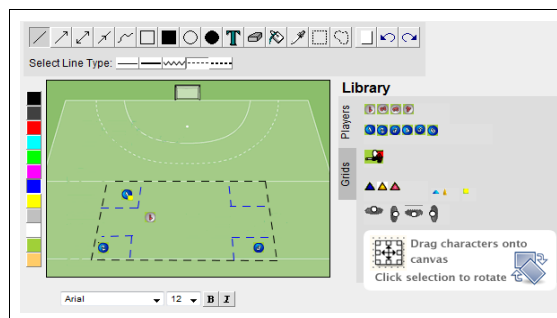 T
Select Line Type:
Library
Players
Grids
Drag characters onto
canvas
Click selection to rotate
Arial
12
B
I